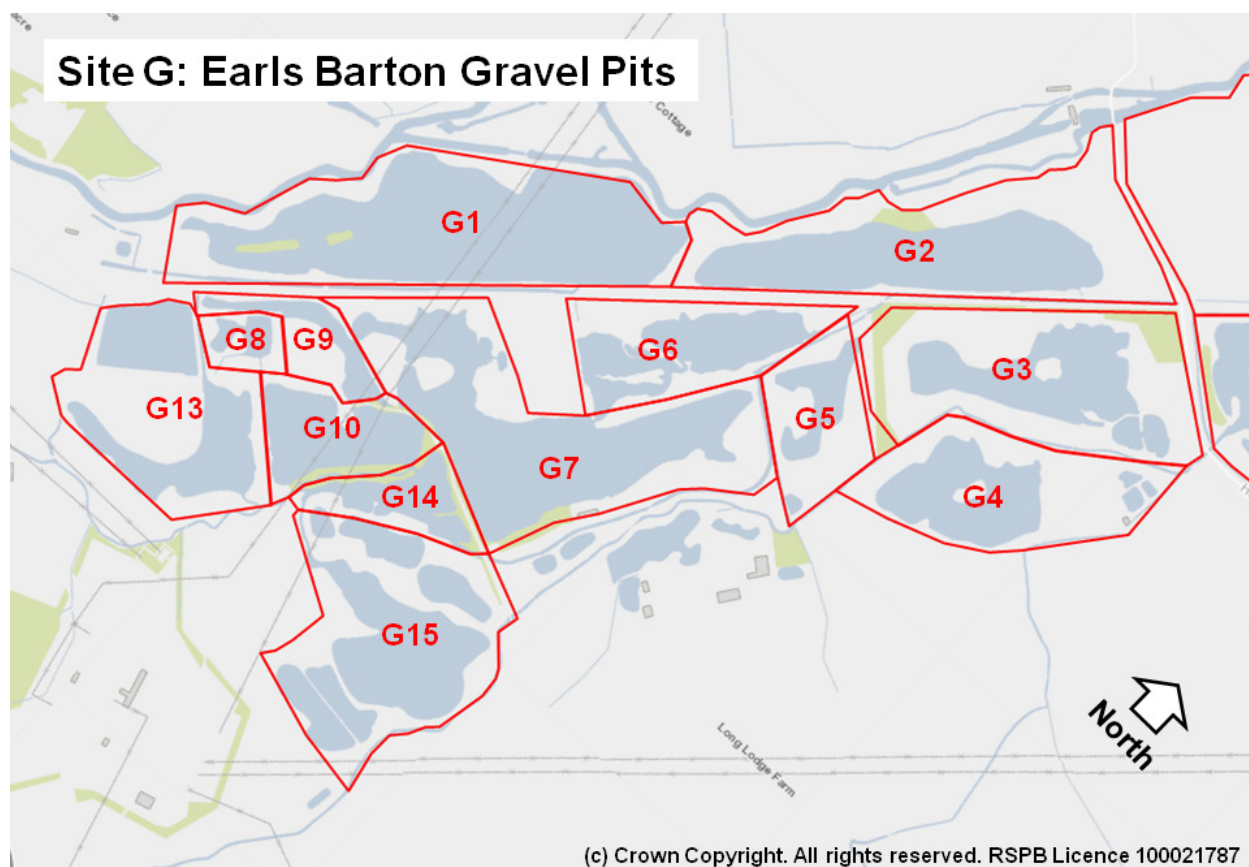 Site G: Earls Barton Gravel Pits
Cottage
G1
G2
G8
G9
G6
G3
G13
G10
G5
G7
G14
G4
G15
North
Long Lodge Farm
(c) Crown Copyright. All rights reserved. RSPB Licence 100021787